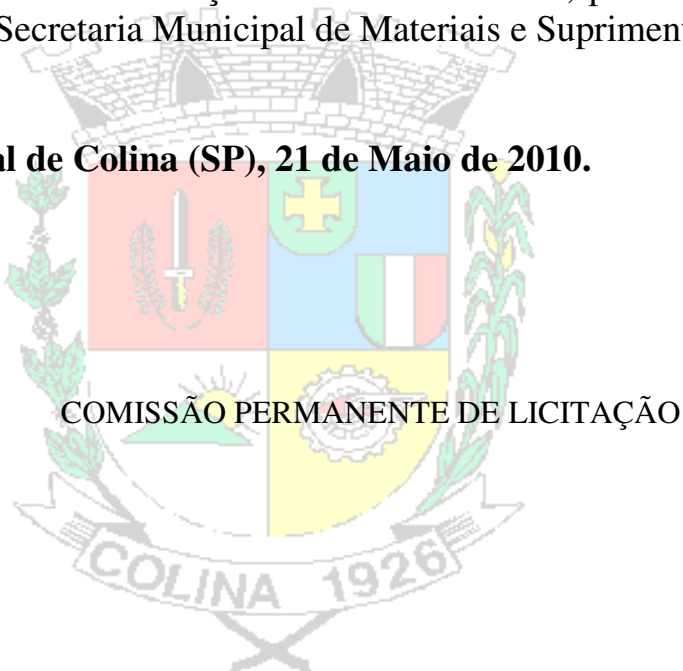 Secretaria Municipal de Materiais e Supriment
al de Colina (SP), 21 de Maio de 2010.
COMISSÃO PERMANENTE DE LICITAÇÃO
COLINA 1926